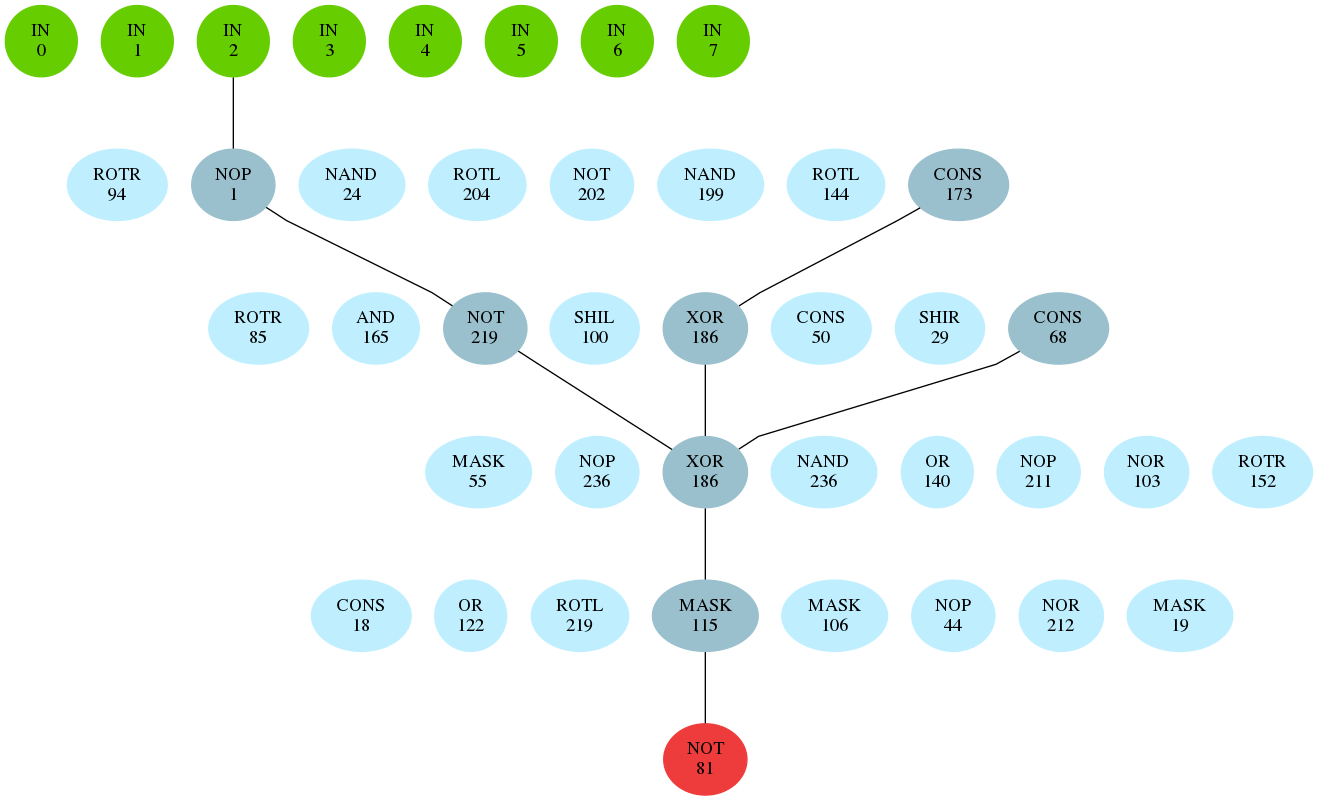 IN
0
IN
1
IN
2
IN
3
IN
4
IN
5
IN
6
IN
7
ROTR
94
NOP
1
NAND
24
ROTL
204
NOT
202
NAND
199
ROTL
144
CONS
173
ROTR
85
AND
165
NOT
219
SHIL
100
XOR
186
CONS
50
SHIR
29
CONS
68
MASK
55
NOP
236
XOR
186
NAND
236
OR
140
NOP
211
NOR
103
ROTR
152
CONS
18
OR
122
ROTL
219
MASK
115
MASK
106
NOP
44
NOR
212
MASK
19
NOT
81